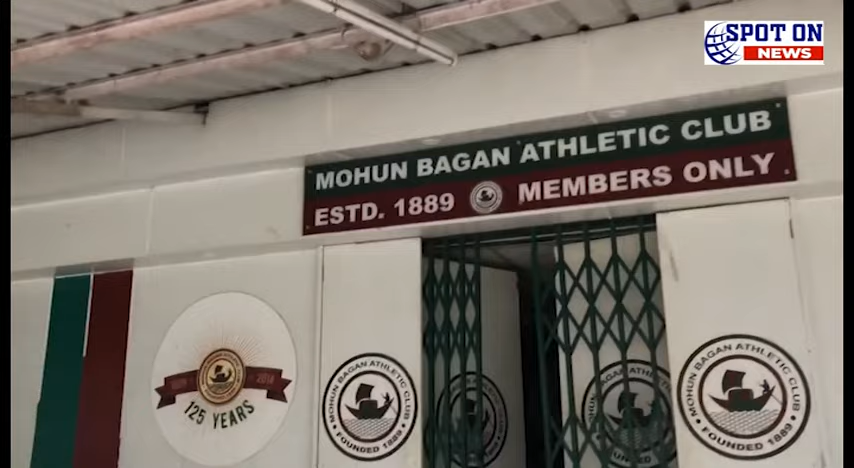 SPOT ON
NEWS
MOHUN BAGAN ATHLETIC CLUB
ESTD. 1889 MEMBERS ONLY
125 YEARS
MOHUN BAGAN ATHLETIC CLUB
FOUNDED 1889
MOHUN BAGAN ATHLETIC CLUB
FOUNDED 1889